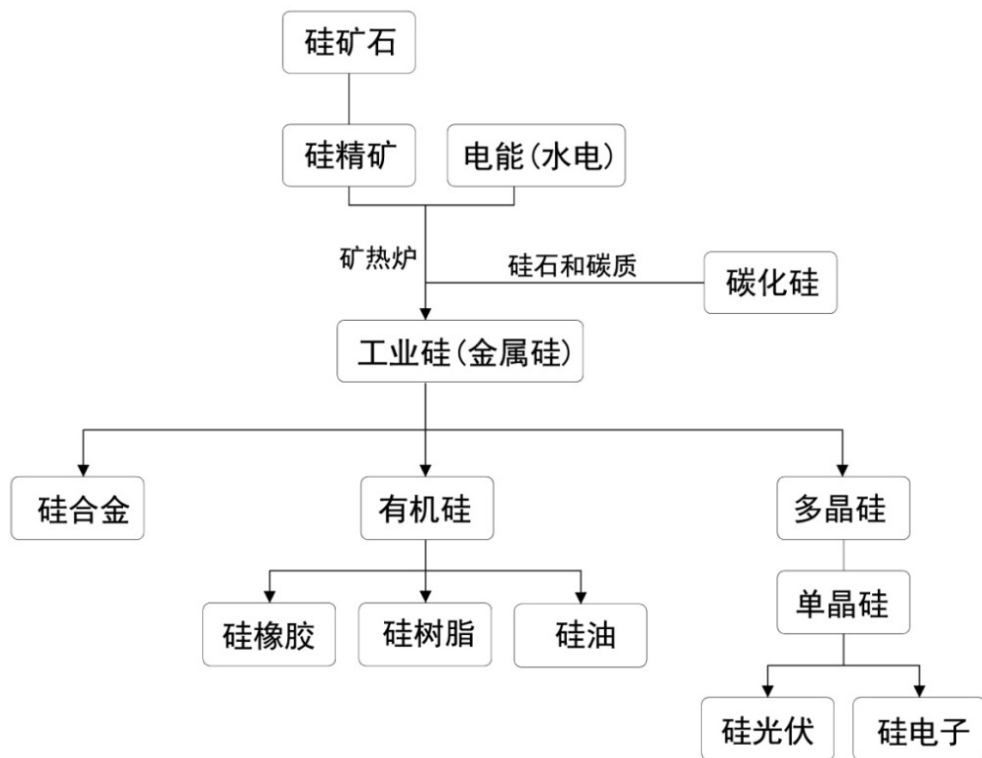 硅矿石
硅精矿
电能(水电)
矿热炉
硅石和碳质
碳化硅
工业硅(金属硅)
硅合金
有机硅
多晶硅
单晶硅
硅橡胶
硅树脂
硅油
硅光伏
硅电子